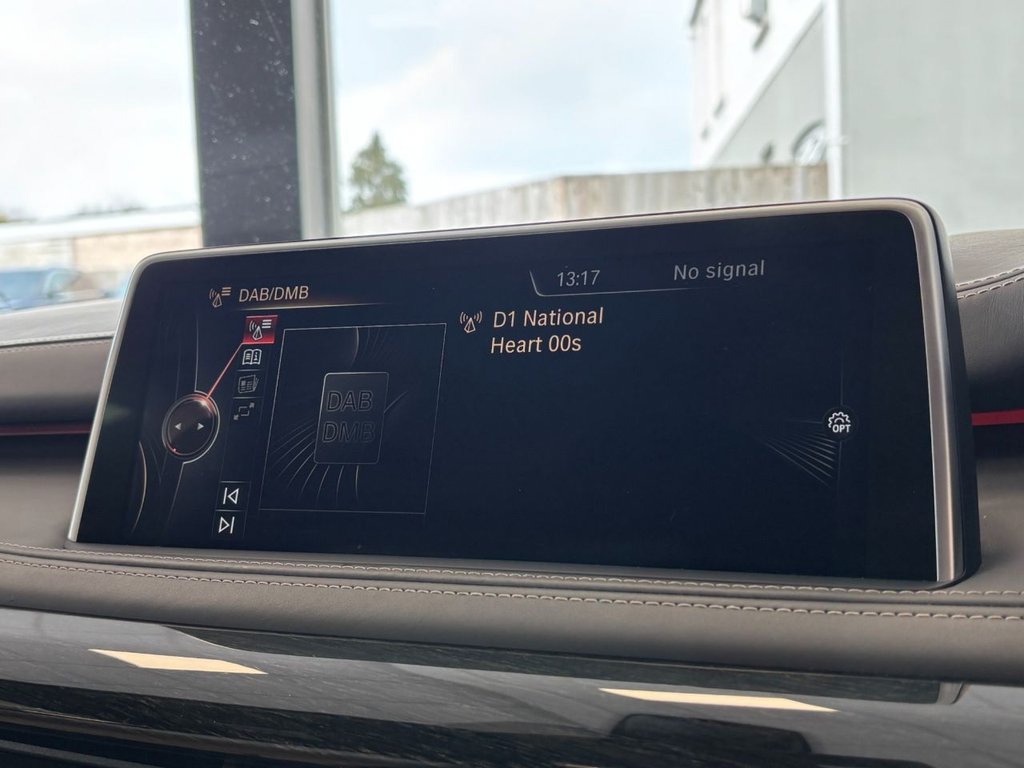 DAB/DMB
13:17
No signal
D1 National
Heart 00s
DAB
DMB
OPT